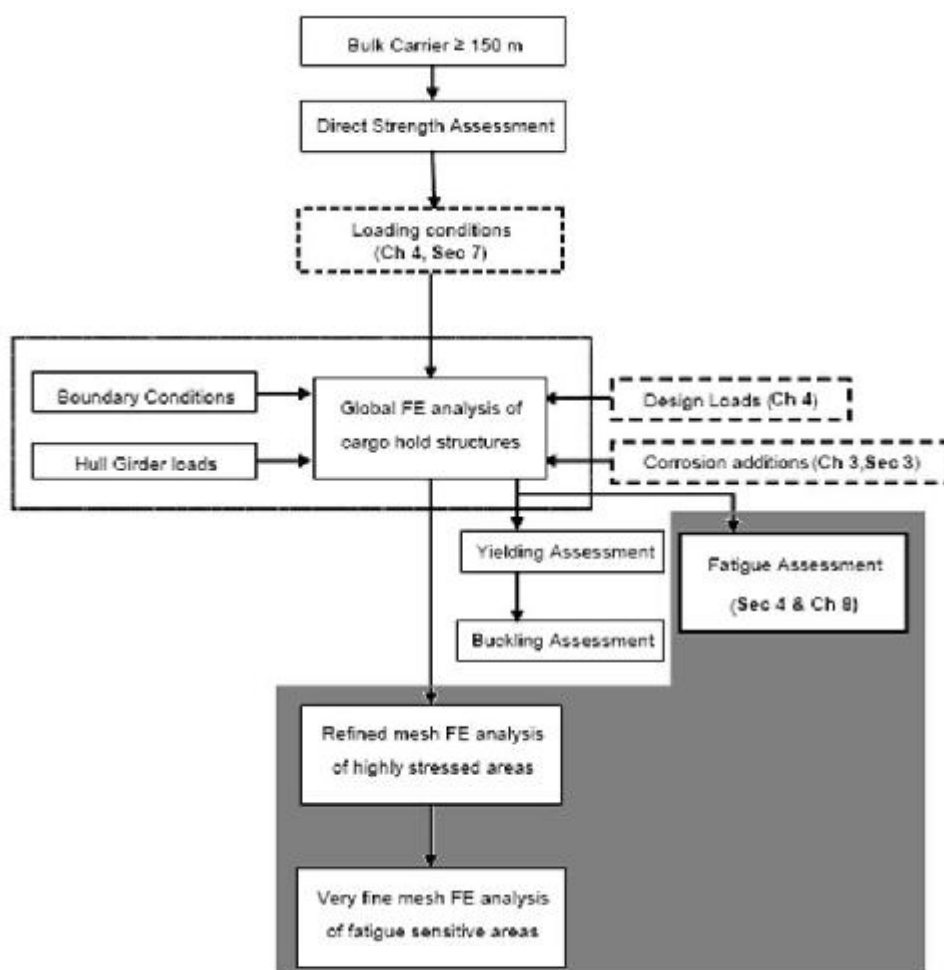 Bulk Carrier ≥ 150 m
Direct Strength Assessment
Loading conditions
(Ch 4, Sec 7)
Boundary Conditions
Hull Girder loads
Global FE analysis of
cargo hold structures
Design Loads (Ch 4)
Corrosion additions (Ch 3,Sec 3)
Yielding Assessment
Buckling Assessment
Fatigue Assessment
(Sec 4 & Ch 8)
Refined mesh FE analysis
of highly stressed areas
Very fine mesh FE analysis
of fatigue sensitive areas